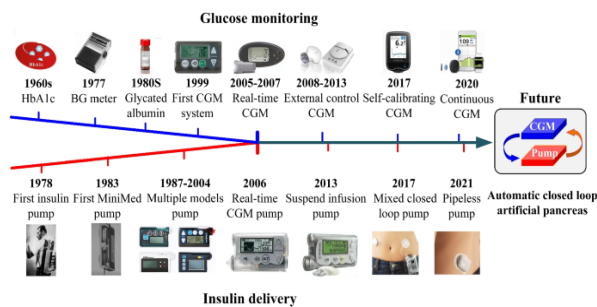 Glucose monitoring
HbA1c
1960s
HbA1c
1977
BG meter
1980S
Glycated
albumin
1999
First CGM
system
2005-2007
Real-time
CGM
2008-2013
External control
CGM
2017
Self-calibrating
CGM
2020
Continuous
CGM
Future
CGM
Pump
Automatic closed loop
artificial pancreas
1978
First insulin
pump
1983
First MiniMed
pump
1987-2004
Multiple models
pump
2006
Real-time
CGM pump
2013
Suspend infusion
pump
2017
Mixed closed
loop pump
2021
Pipeless
pump
Insulin delivery